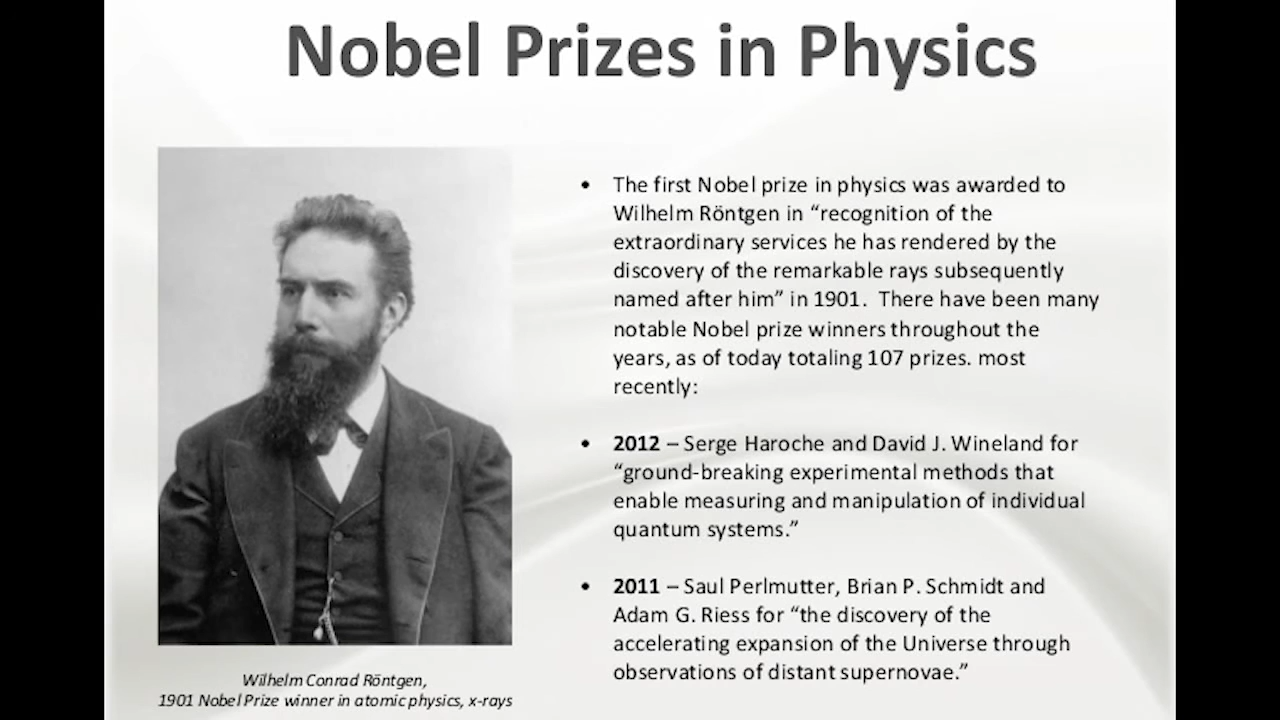 Nobel Prizes in Physics
• The first Nobel prize in physics was awarded to
Wilhelm Röntgen in “recognition of the
extraordinary services he has rendered by the
discovery of the remarkable rays subsequently
named after him” in 1901.  There have been many
notable Nobel prize winners throughout the
years, as of today totaling 107 prizes. most
recently:
• 2012 – Serge Haroche and David J. Wineland for
“ground-breaking experimental methods that
enable measuring and manipulation of individual
quantum systems.”
• 2011 – Saul Perlmutter, Brian P. Schmidt and
Adam G. Riess for “the discovery of the
accelerating expansion of the Universe through
observations of distant supernovae.”
Wilhelm Conrad Röntgen,
1901 Nobel Prize winner in atomic physics, x-rays